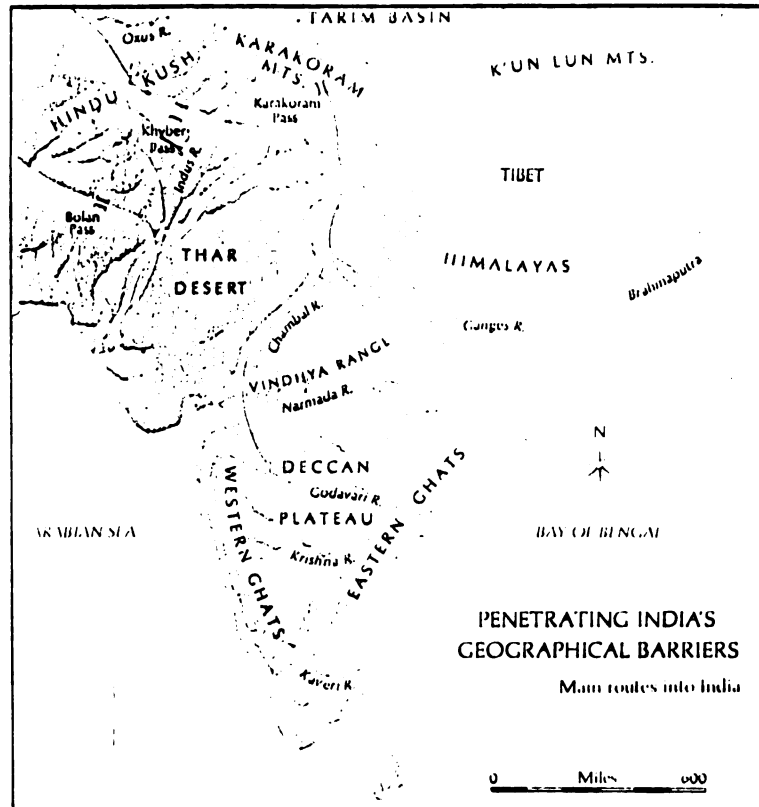 TARIM BASIN
Oxus R.
KARAKORAM
MTS.
K'UN LUN MTS.
HINDU KUSH
Karakoram
Pass
Khyber
Pass
Indus R.
TIBET
Bolan
Pass
THAR
DESERT
HIMALAYAS
Brahmaputra
Chambal R.
Ganges R.
VINDHYA RANGE
Narmada R.
N
DECCAN
Godavari R.
PLATEAU
WESTERN GHATS
EASTERN GHATS
ARABIAN SEA
BAY OF BENGAL
Krishna R.
PENETRATING INDIA'S
GEOGRAPHICAL BARRIERS
Kaveri R.
Main routes into India
0 Miles 600